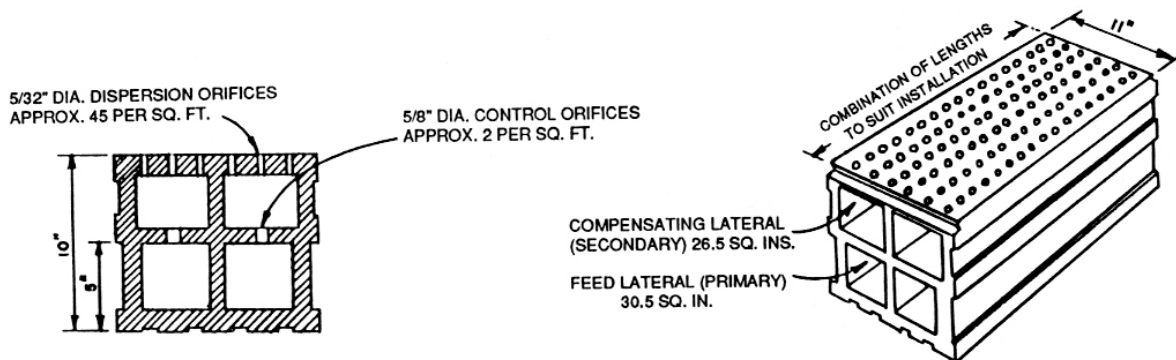 5/32" DIA. DISPERSION ORIFICES
APPROX. 45 PER SQ. FT.
5/8" DIA. CONTROL ORIFICES
APPROX. 2 PER SQ. FT.
10"
5"
COMBINATION OF LENGTHS
TO SUIT INSTALLATION
11"
COMPENSATING LATERAL
(SECONDARY) 26.5 SQ. INS.
FEED LATERAL (PRIMARY)
30.5 SQ. IN.